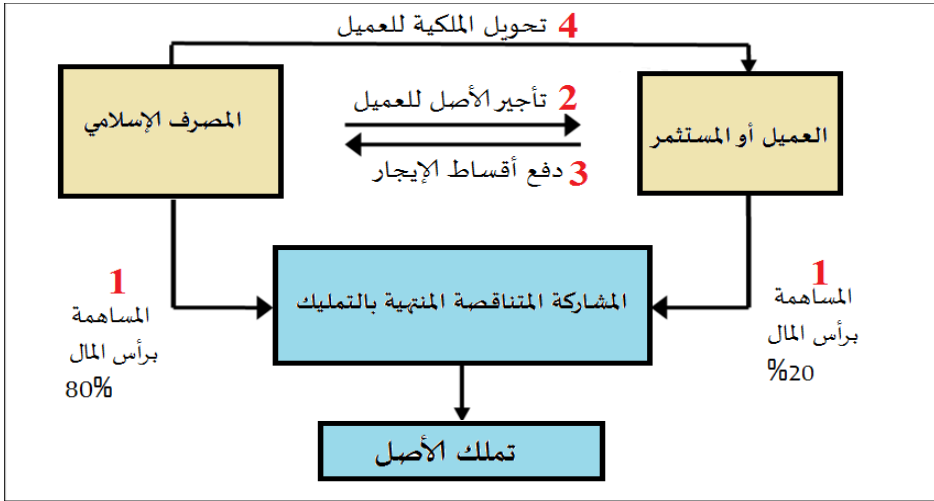 4 تحويل الملكية للعميل
المصرف الإسلامي
2 تأجير الأصل للعميل
العميل أو المستثمر
3 دفع أقساط الإيجار
1
المساهمة
برأس المال
%20
1
المساهمة
برأس المال
80%
المشاركة المتناقصة المنتهية بالتمليك
تملك الأصل